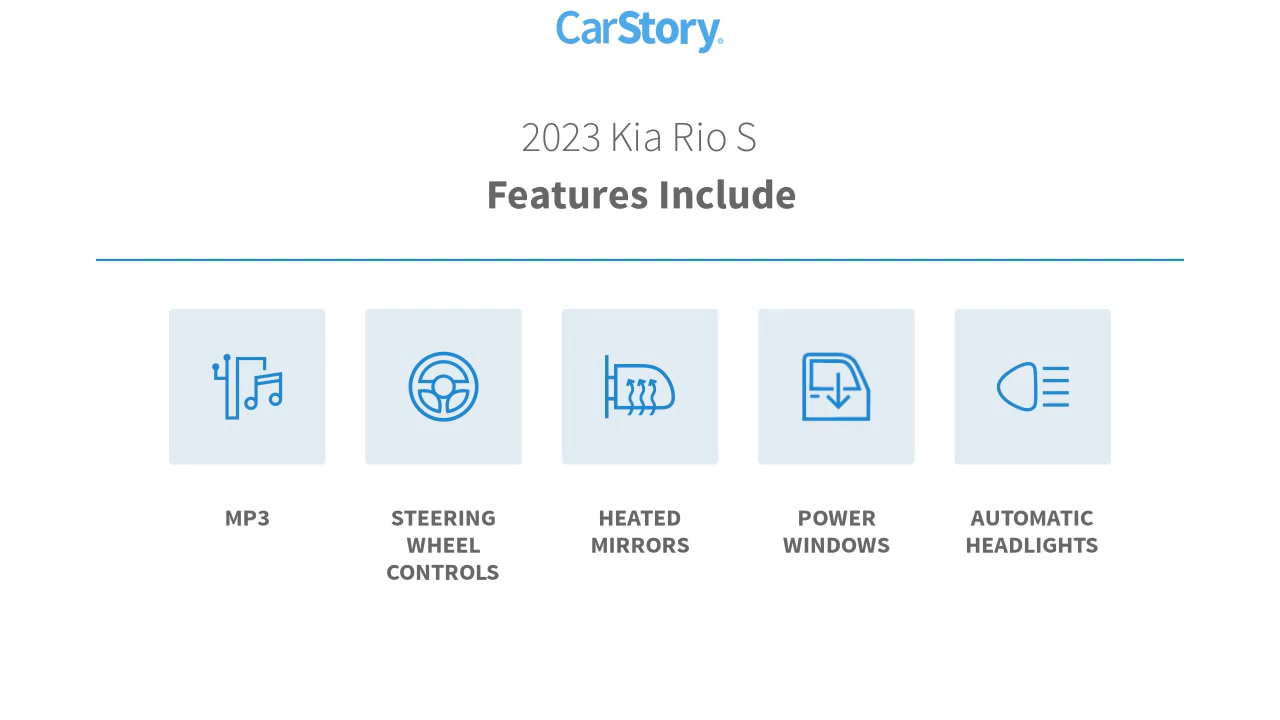 CarStory®
2023 Kia Rio S
Features Include
MP3
STEERING
WHEEL
CONTROLS
HEATED
MIRRORS
POWER
WINDOWS
AUTOMATIC
HEADLIGHTS